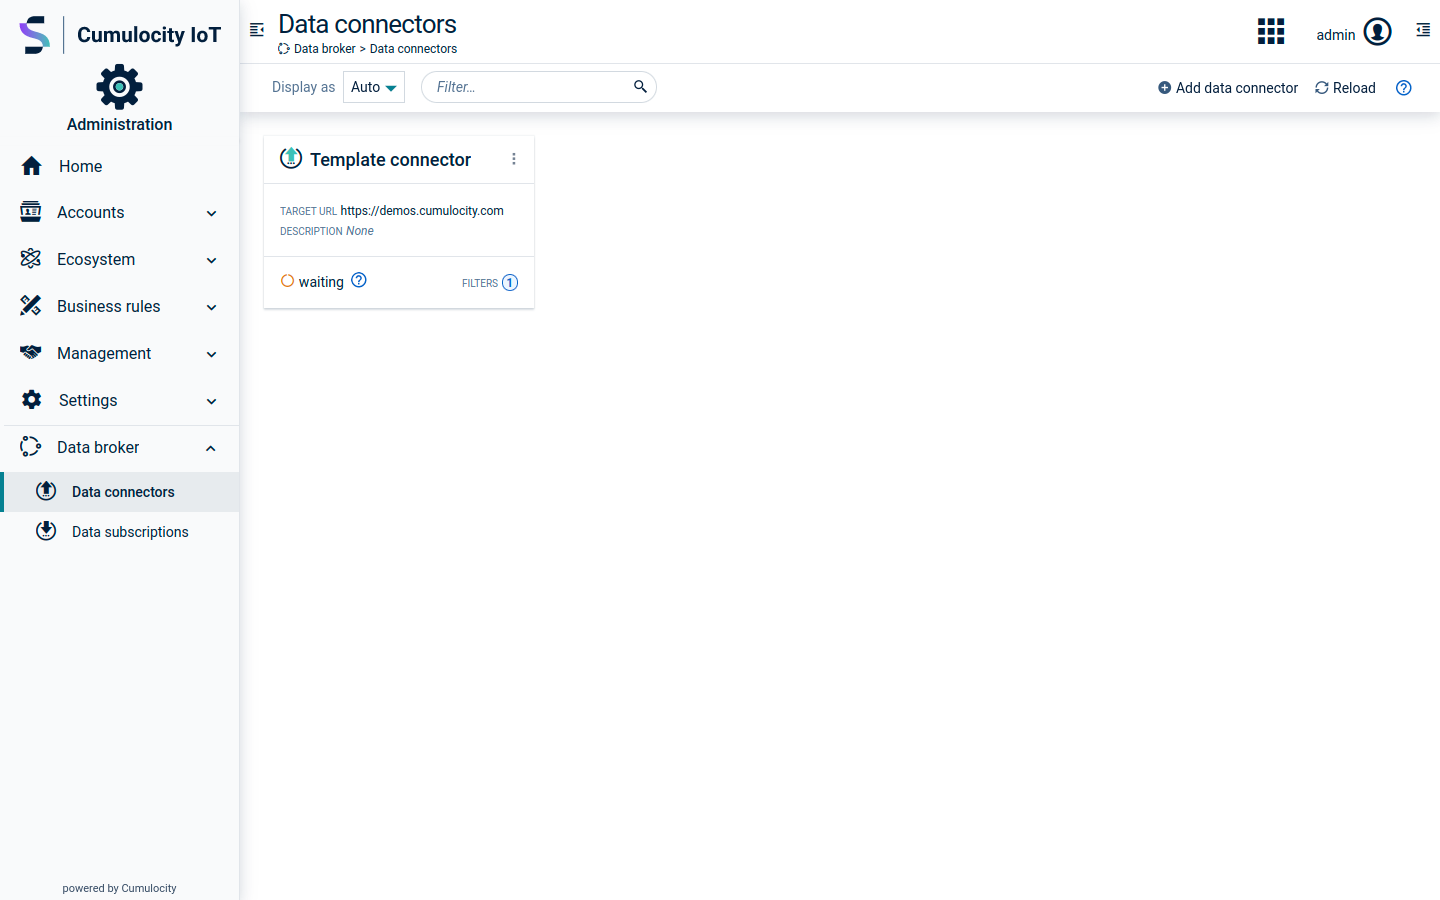 Cumulocity IoT
Administration
Home
Accounts
Ecosystem
Business rules
Management
Settings
Data broker
Data connectors
Data subscriptions
powered by Cumulocity
Data connectors
Data broker > Data connectors
admin
Display as Auto Filter...
Add data connector Reload
Template connector
TARGET URL https://demos.cumulocity.com
DESCRIPTION None
waiting FILTERS 1